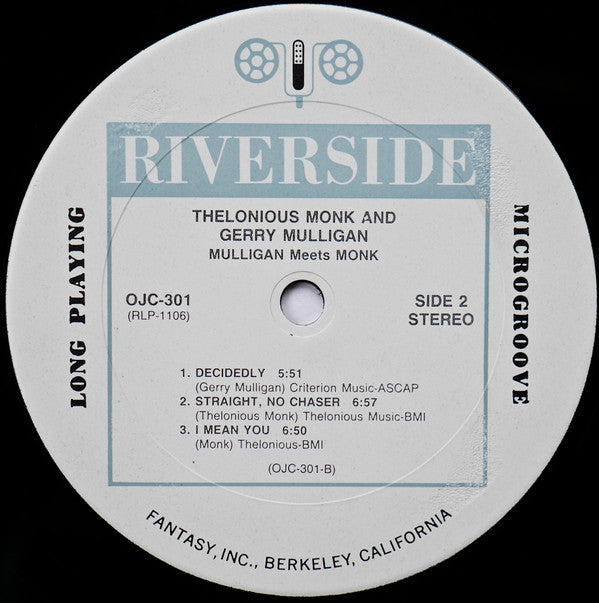 RIVERSIDE
THELONIOUS MONK AND
GERRY MULLIGAN
MULLIGAN Meets MONK
LONG PLAYING
MICROGROOVE
OJC-301
(RLP-1106)
SIDE 2
STEREO
1. DECIDEDLY 5:51
(Gerry Mulligan) Criterion Music-ASCAP
2. STRAIGHT, NO CHASER 6:57
(Thelonious Monk) Thelonious Music-BMI
3. I MEAN YOU 6:50
(Monk) Thelonious-BMI
(OJC-301-B)
FANTASY, INC., BERKELEY, CALIFORNIA